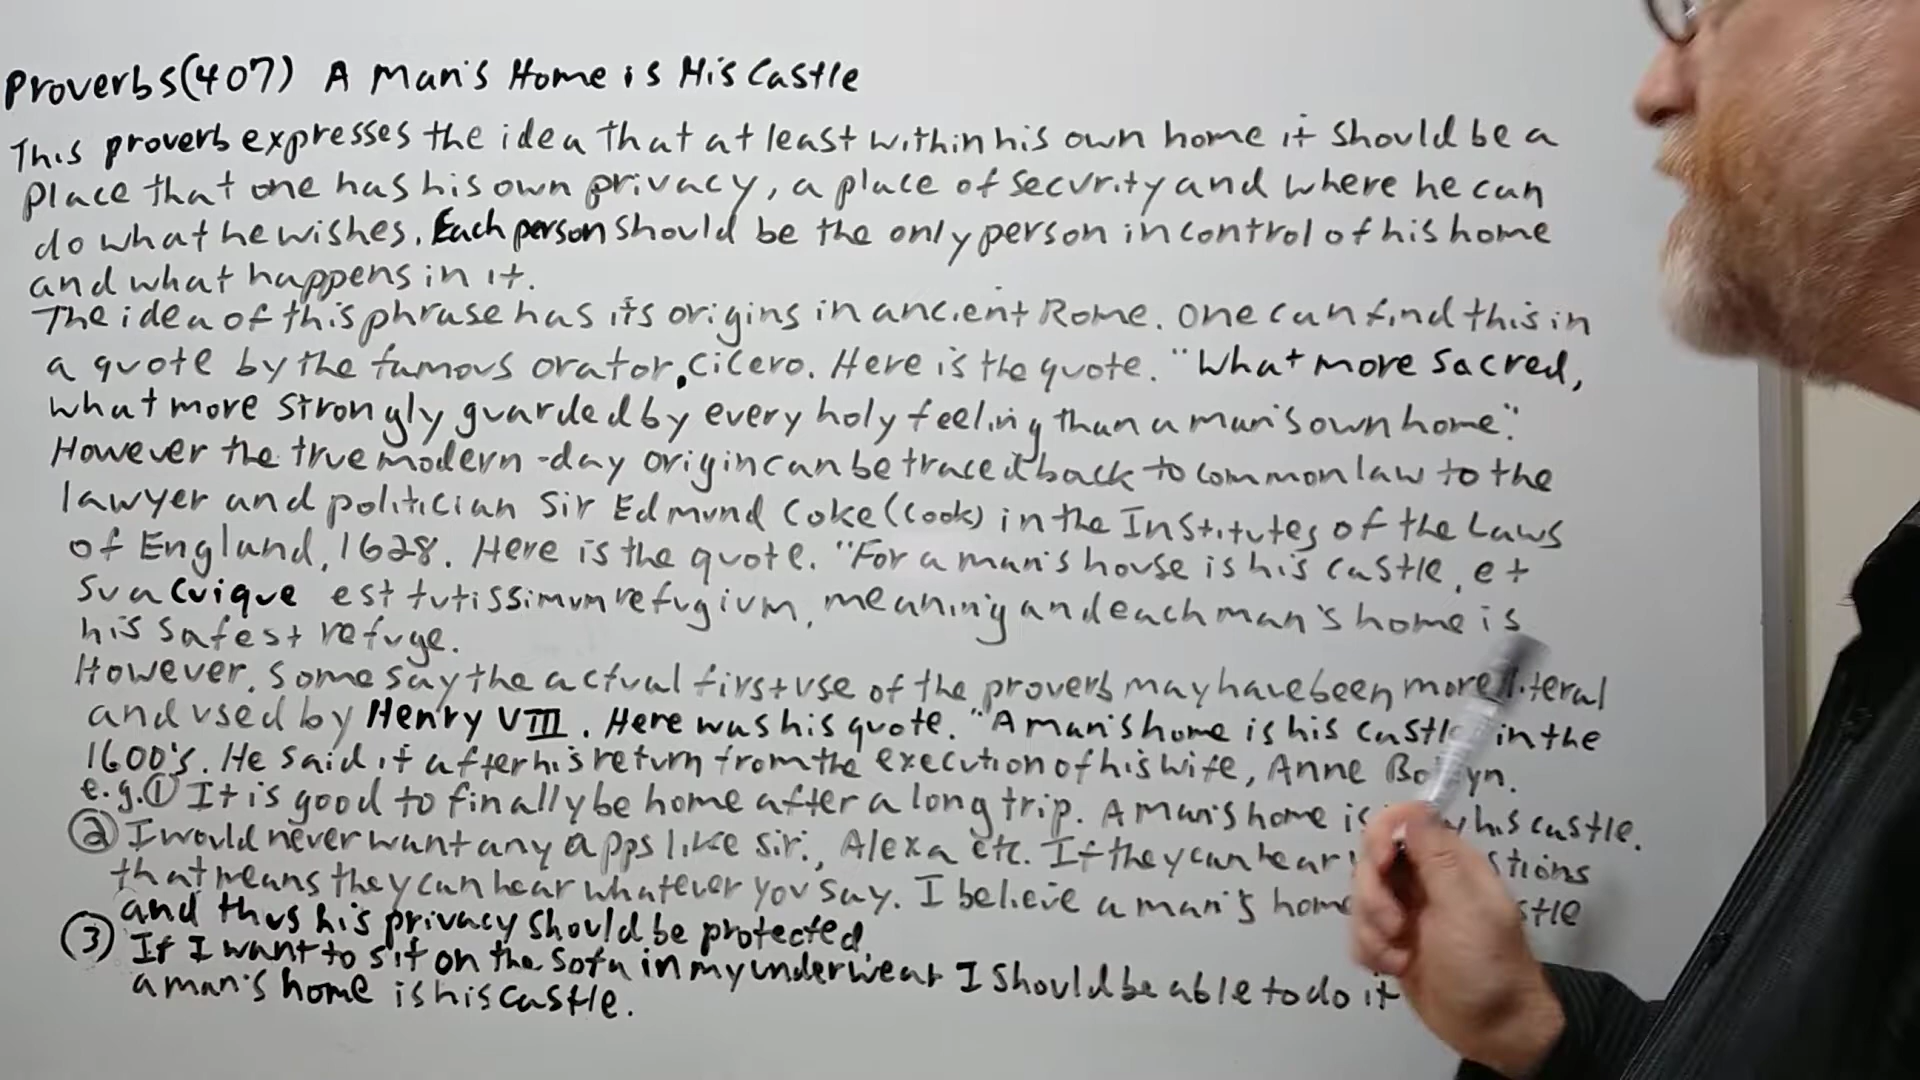 Proverbs(407) A Man's Home is His Castle
This proverb expresses the idea that at least within his own home it should be a
place that one has his own privacy, a place of security and where he can
do what he wishes. Each person should be the only person in control of his home
and what happens in it.
The idea of this phrase has its origins in ancient Rome. One can find this in
a quote by the famous orator, Cicero. Here is the quote. "What more sacred,
what more strongly guarded by every holy feeling than a man's own home".
However the true modern-day origin can be traced back to common law to the
lawyer and politician Sir Edmund Coke (Cook) in the Institutes of the Laws
of England, 1628. Here is the quote. "For a man's house is his castle, et
sua cuique est tutissimum refugium, meaning and each man's home is
his safest refuge.
However, some say the actual first use of the proverb may have been more literal
and used by Henry VIII. Here was his quote. "A man's home is his castle in the
1600's. He said it after his return from the execution of his wife, Anne Boleyn.
e.g. ① It is good to finally be home after a long trip. A man's home is his castle.
② I would never want any apps like Siri, Alexa etc. If they can hear
that means they can hear whatever you say. I believe a man's home
and thus his privacy should be protected.
③ If I want to sit on the sofa in my underwear I should be able to do it
a man's home is his castle.